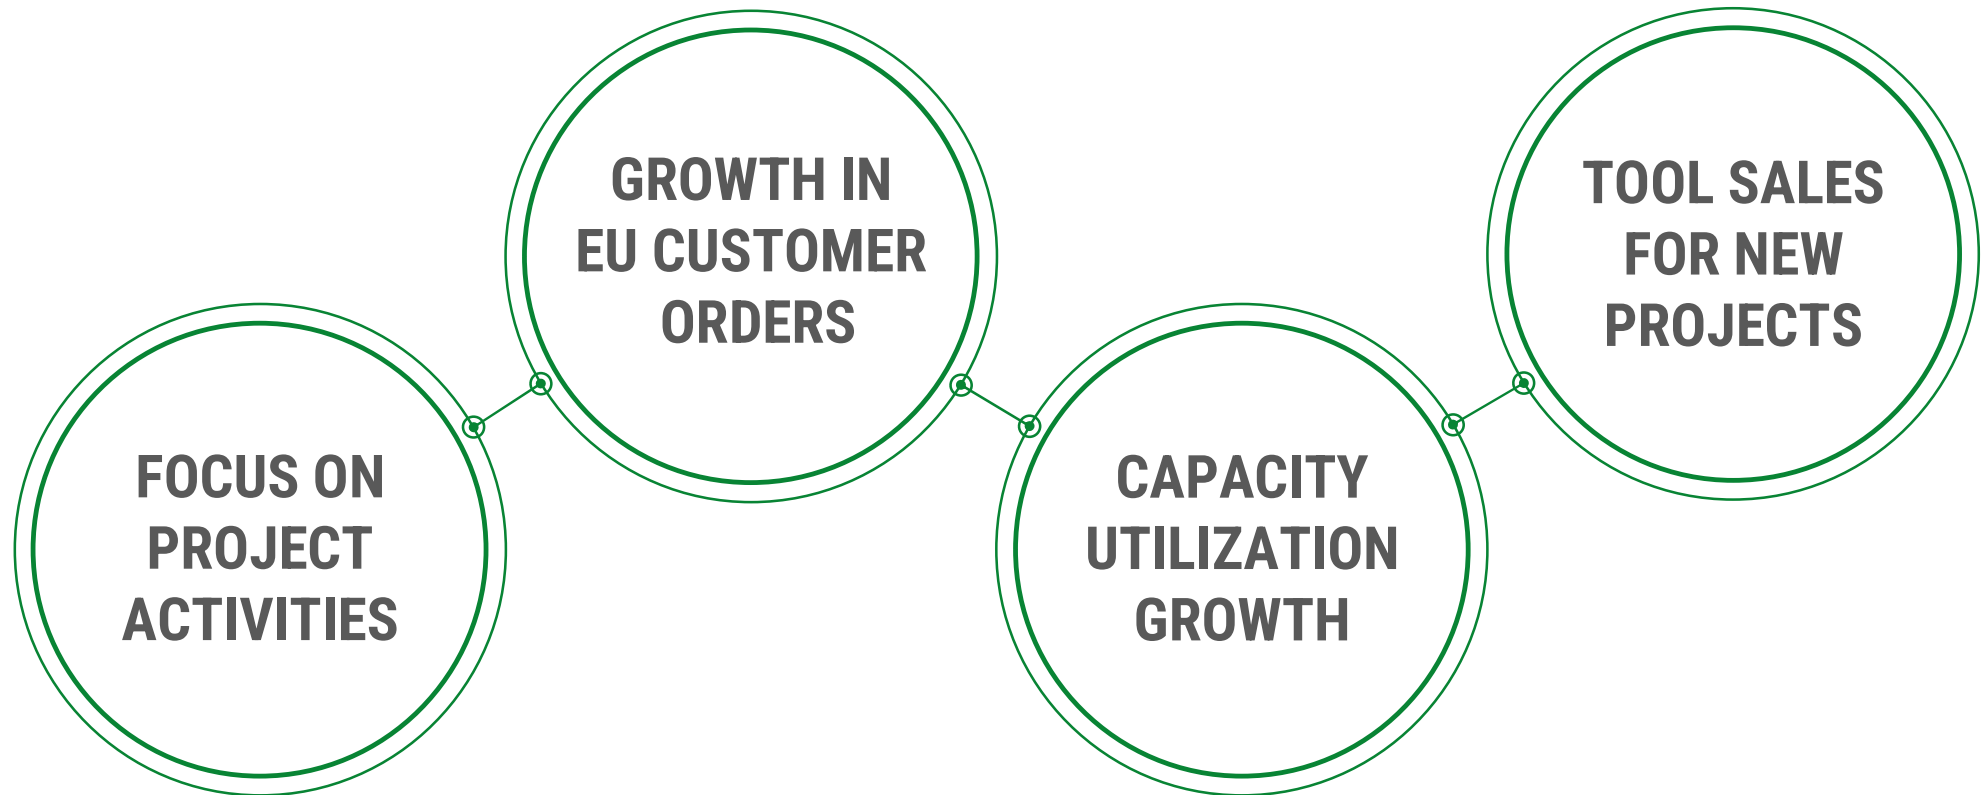 FOCUS ON
PROJECT
ACTIVITIES
GROWTH IN
EU CUSTOMER
ORDERS
CAPACITY
UTILIZATION
GROWTH
TOOL SALES
FOR NEW
PROJECTS